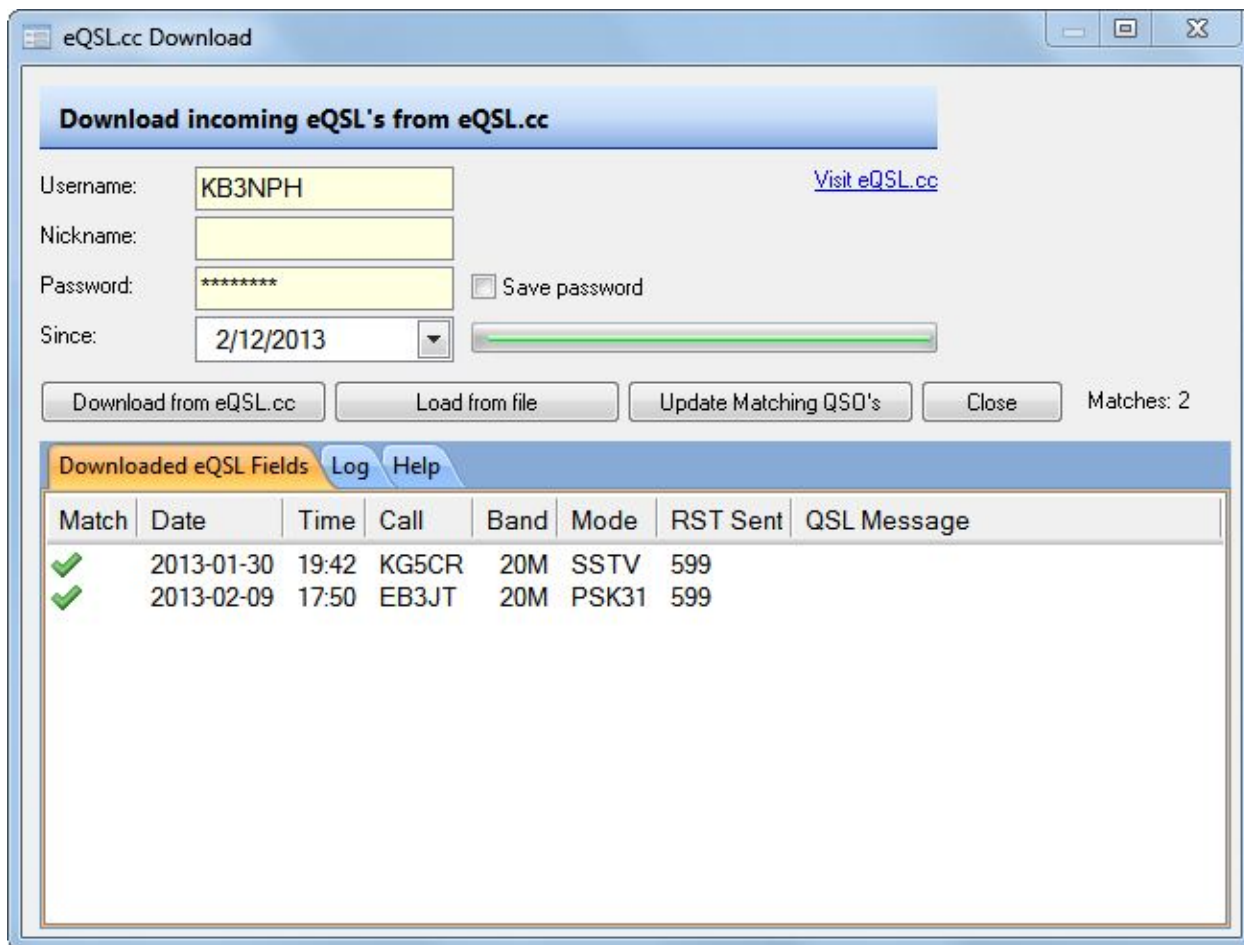 eQSL.cc Download
Download incoming eQSL's from eQSL.cc
Username: KB3NPH Visit eQSL.cc
Nickname:
Password: ******** Save password
Since: 2/12/2013
Download from eQSL.cc Load from file Update Matching QSO's Close Matches: 2
Downloaded eQSL Fields Log Help
Match Date Time Call Band Mode RST Sent QSL Message
2013-01-30 19:42 KG5CR 20M SSTV 599
2013-02-09 17:50 EB3JT 20M PSK31 599